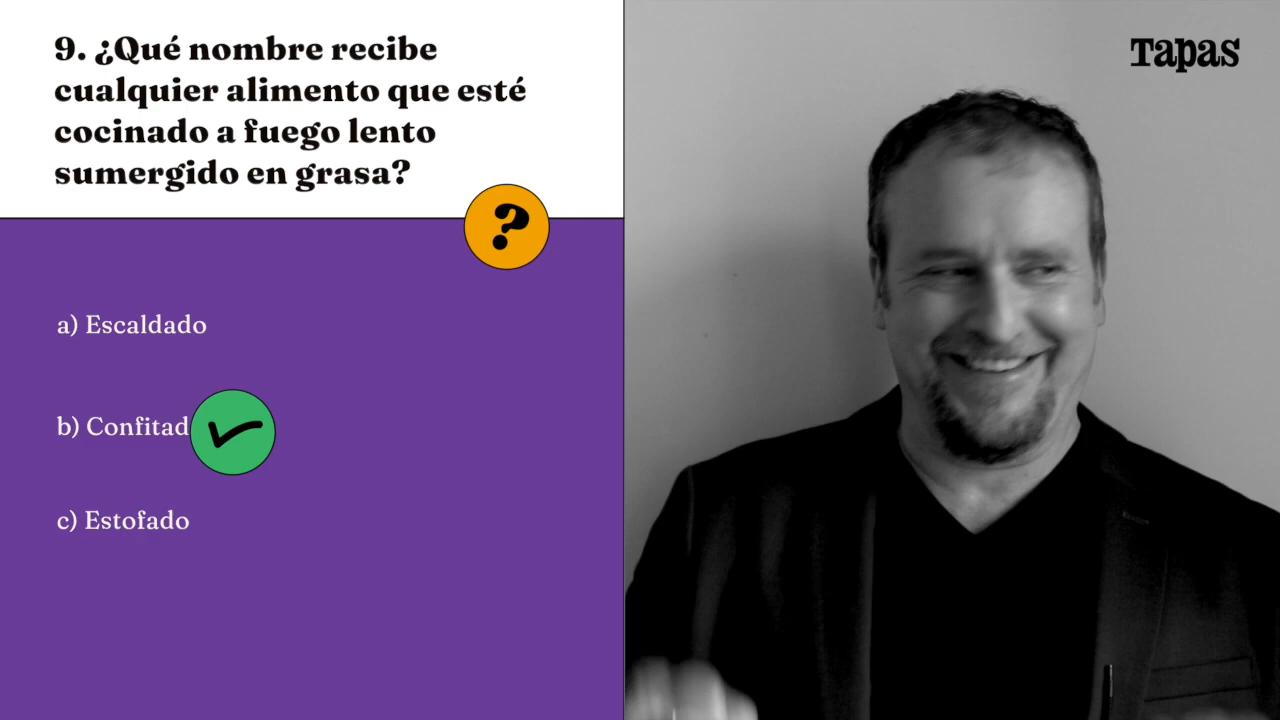 9. ¿Qué nombre recibe
cualquier alimento que esté
cocinado a fuego lento
sumergido en grasa?
?
a) Escaldado
b) Confitad
c) Estofado
Tapas